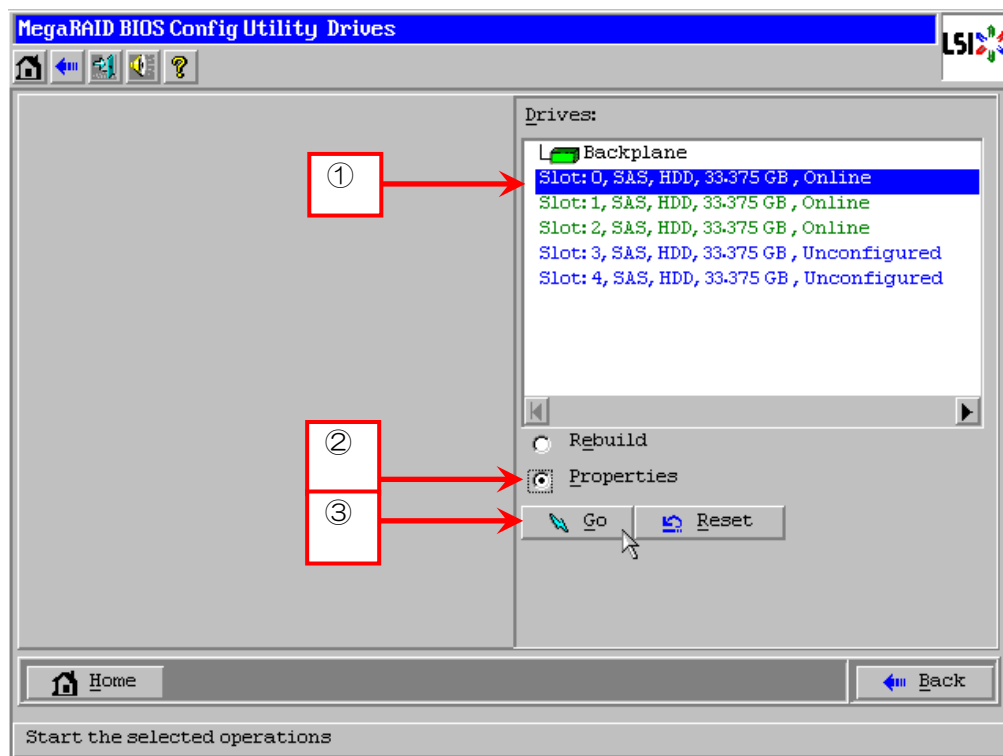 MegaRAID BIOS Config Utility Drives
LSI
Drives:
Backplane
①
Slot: 0, SAS, HDD, 33.375 GB , Online
Slot: 1, SAS, HDD, 33.375 GB , Online
Slot: 2, SAS, HDD, 33.375 GB , Online
Slot: 3, SAS, HDD, 33.375 GB , Unconfigured
Slot: 4, SAS, HDD, 33.375 GB , Unconfigured
② Rebuild
Properties
③ Go Reset
Home Back
Start the selected operations